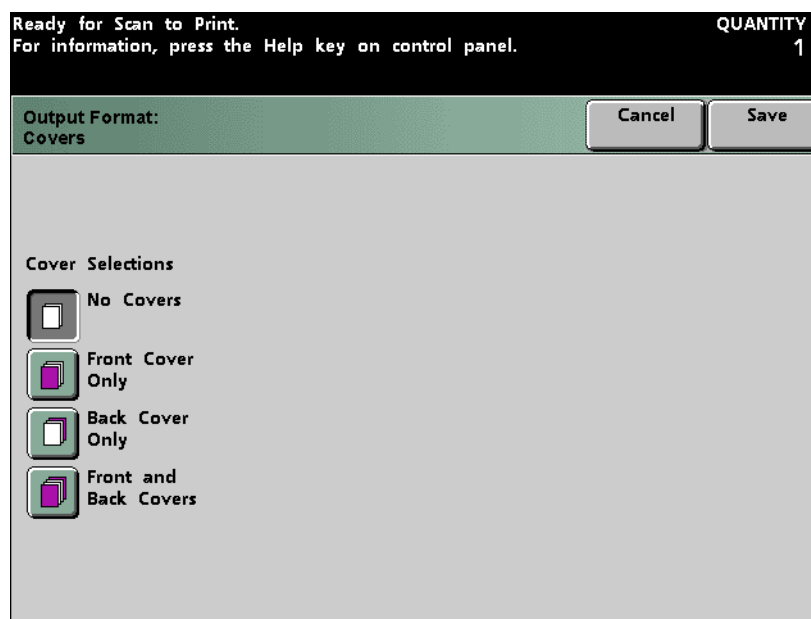 Ready for Scan to Print.
QUANTITY
For information, press the Help key on control panel.
1
Output Format:
Covers
Cancel
Save
Cover Selections
No Covers
Front Cover
Only
Back Cover
Only
Front and
Back Covers